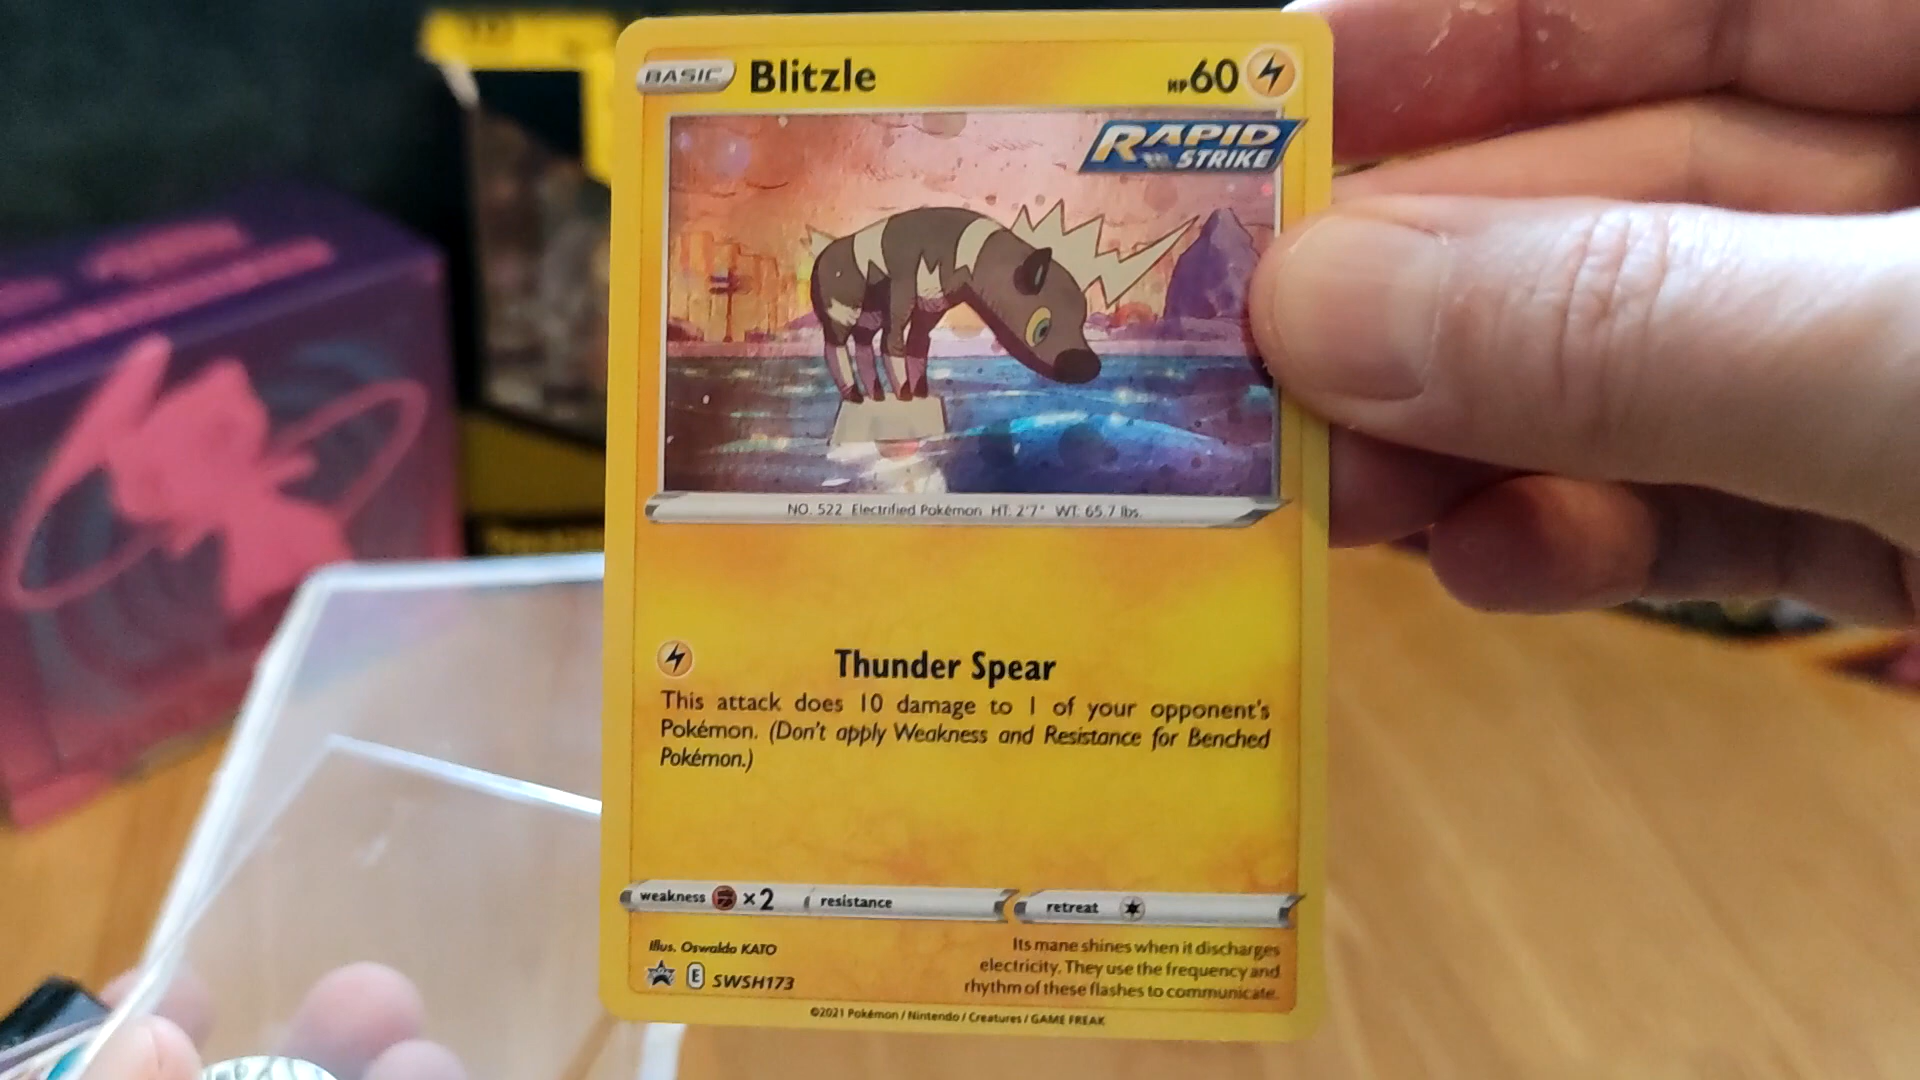 BASIC Blitzle HP60
RAPID
STRIKE
NO. 522 Electrified Pokémon HT: 2'7" WT: 65.7 lbs.
Thunder Spear
This attack does 10 damage to 1 of your opponent's
Pokémon. (Don't apply Weakness and Resistance for Benched
Pokémon.)
weakness ×2 resistance retreat
Illus. Oswaldo KATO
E SWSH173
Its mane shines when it discharges
electricity. They use the frequency and
rhythm of these flashes to communicate.
©2021 Pokémon / Nintendo / Creatures / GAME FREAK